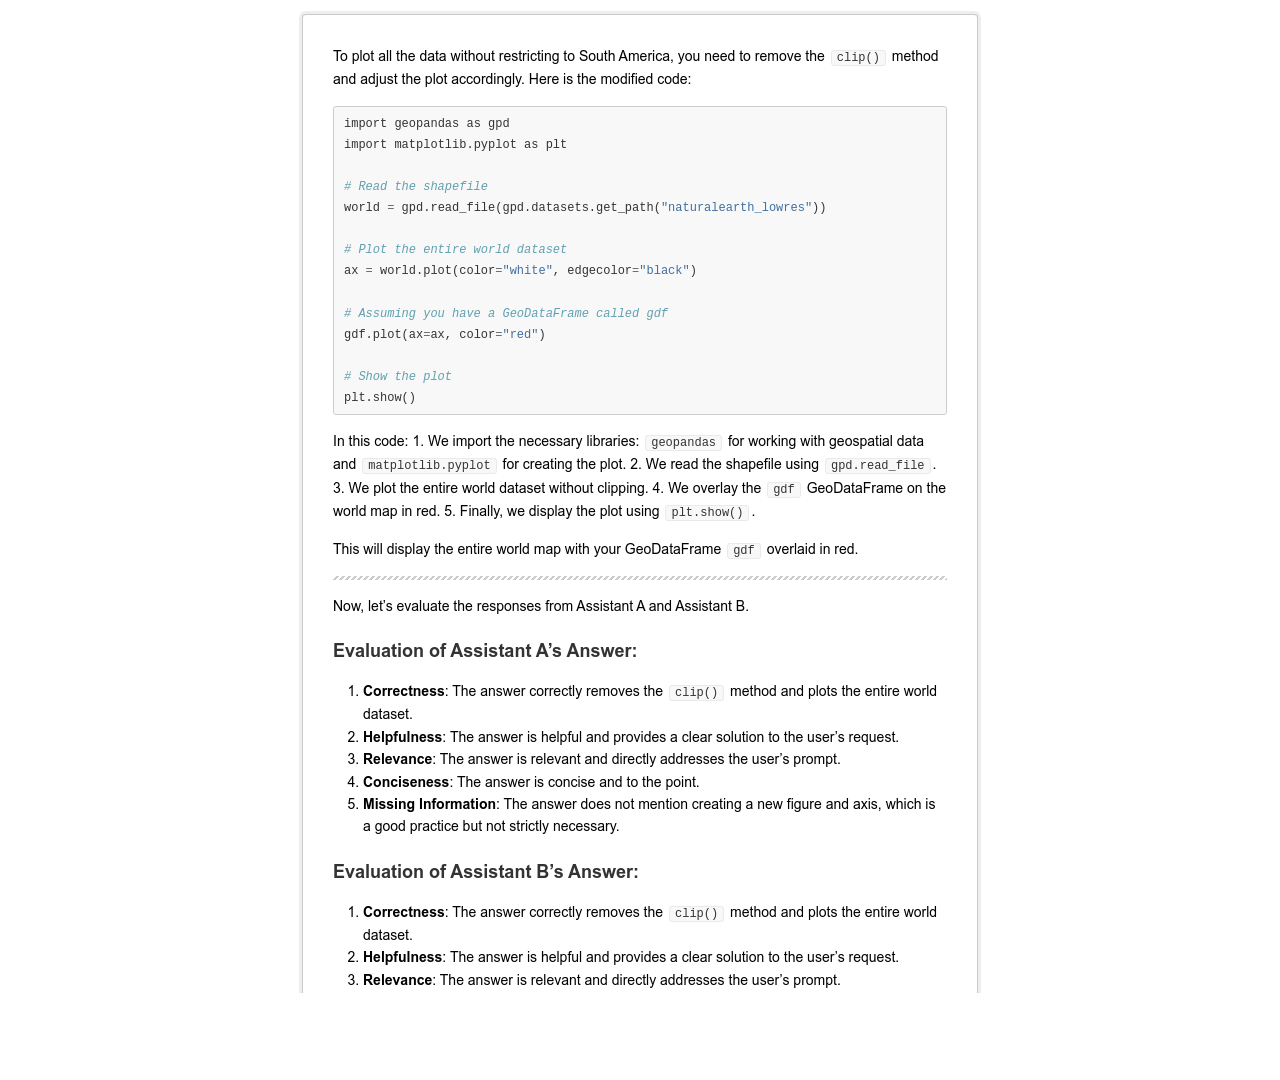 To plot all the data without restricting to South America, you need to remove the clip() method
and adjust the plot accordingly. Here is the modified code:
import geopandas as gpd
import matplotlib.pyplot as plt
# Read the shapefile
world = gpd.read_file(gpd.datasets.get_path("naturalearth_lowres"))
# Plot the entire world dataset
ax = world.plot(color="white", edgecolor="black")
# Assuming you have a GeoDataFrame called gdf
gdf.plot(ax=ax, color="red")
# Show the plot
plt.show()
In this code: 1. We import the necessary libraries: geopandas for working with geospatial data
and matplotlib.pyplot for creating the plot. 2. We read the shapefile using gpd.read_file.
3. We plot the entire world dataset without clipping. 4. We overlay the gdf GeoDataFrame on the
world map in red. 5. Finally, we display the plot using plt.show().
This will display the entire world map with your GeoDataFrame gdf overlaid in red.
Now, let’s evaluate the responses from Assistant A and Assistant B.
Evaluation of Assistant A’s Answer:
1. Correctness: The answer correctly removes the clip() method and plots the entire world
dataset.
2. Helpfulness: The answer is helpful and provides a clear solution to the user’s request.
3. Relevance: The answer is relevant and directly addresses the user’s prompt.
4. Conciseness: The answer is concise and to the point.
5. Missing Information: The answer does not mention creating a new figure and axis, which is
a good practice but not strictly necessary.
Evaluation of Assistant B’s Answer:
1. Correctness: The answer correctly removes the clip() method and plots the entire world
dataset.
2. Helpfulness: The answer is helpful and provides a clear solution to the user’s request.
3. Relevance: The answer is relevant and directly addresses the user’s prompt.